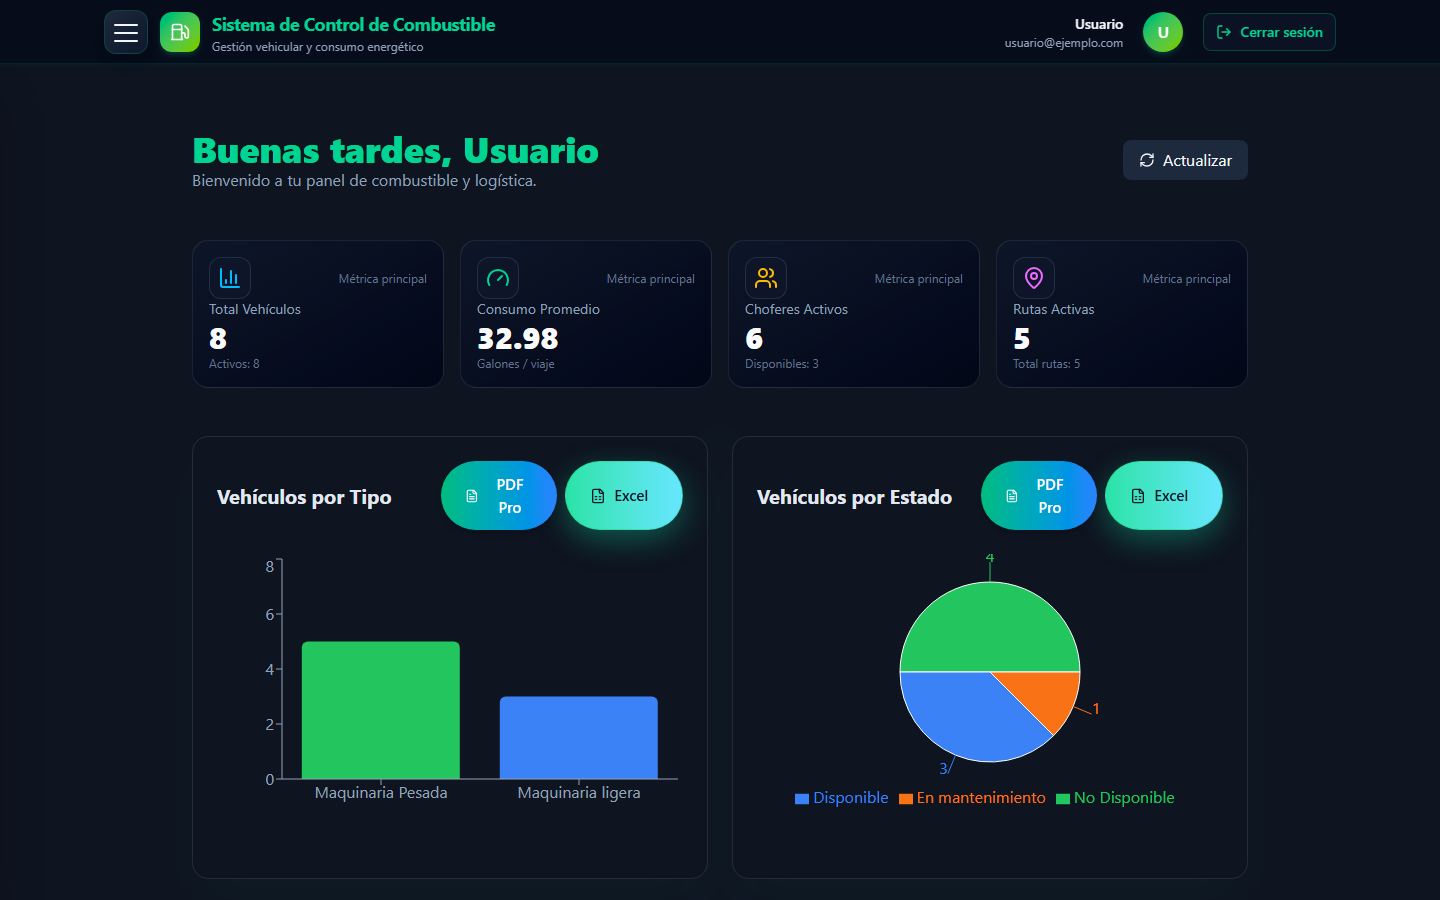 Sistema de Control de Combustible
Gestión vehicular y consumo energético
Usuario
usuario@ejemplo.com
U
Cerrar sesión
Buenas tardes, Usuario
Bienvenido a tu panel de combustible y logística.
Actualizar
Métrica principal
Total Vehículos
8
Activos: 8
Métrica principal
Consumo Promedio
32.98
Galones / viaje
Métrica principal
Choferes Activos
6
Disponibles: 3
Métrica principal
Rutas Activas
5
Total rutas: 5
Vehículos por Tipo
PDF
Pro
Excel
8
6
4
2
0
Maquinaria Pesada
Maquinaria ligera
Vehículos por Estado
PDF
Pro
Excel
4
1
3
Disponible
En mantenimiento
No Disponible